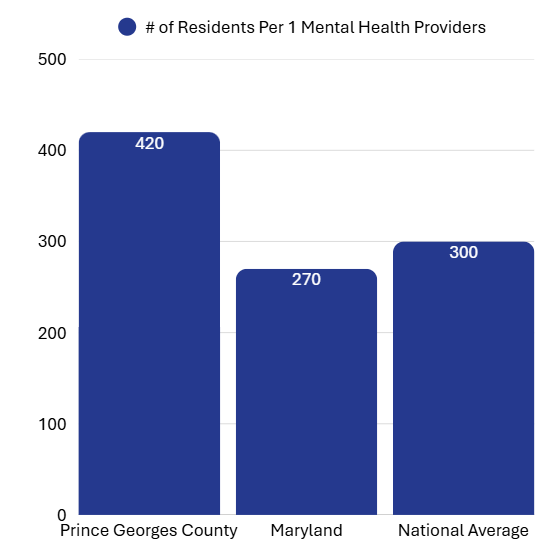 # of Residents Per 1 Mental Health Providers
500
400
300
200
100
0
420
270
300
Prince Georges County
Maryland
National Average